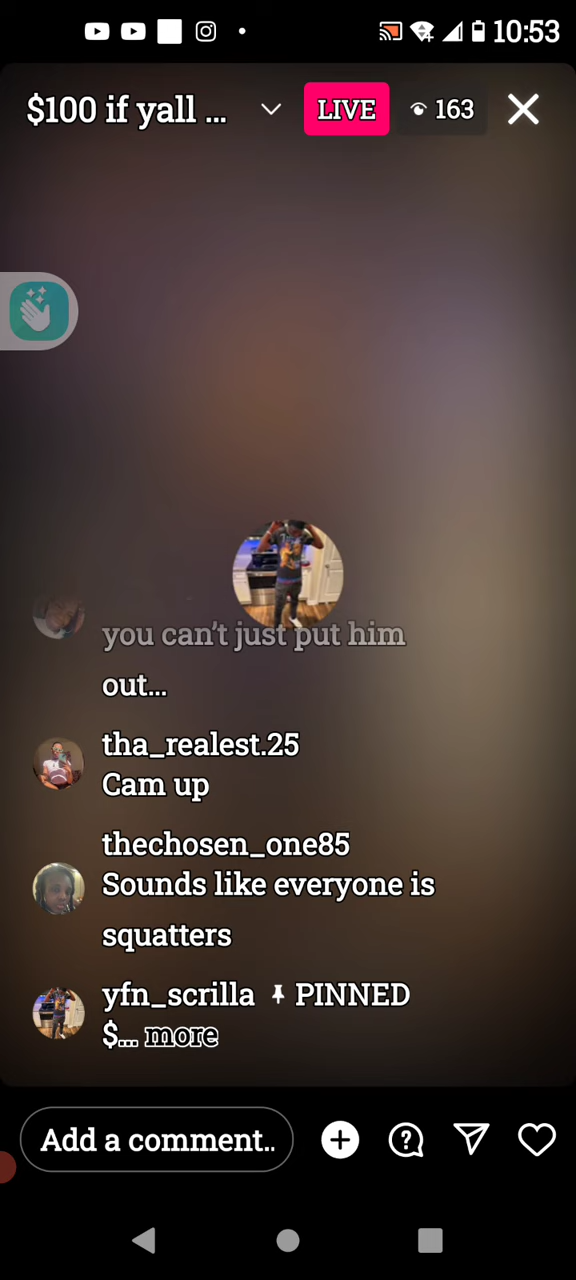 10:53
$100 if yall ...
LIVE
163
you can't just put him
out...
tha_realest.25
Cam up
thechosen_one85
Sounds like everyone is
squatters
yfn_scrilla PINNED
$... more
Add a comment..